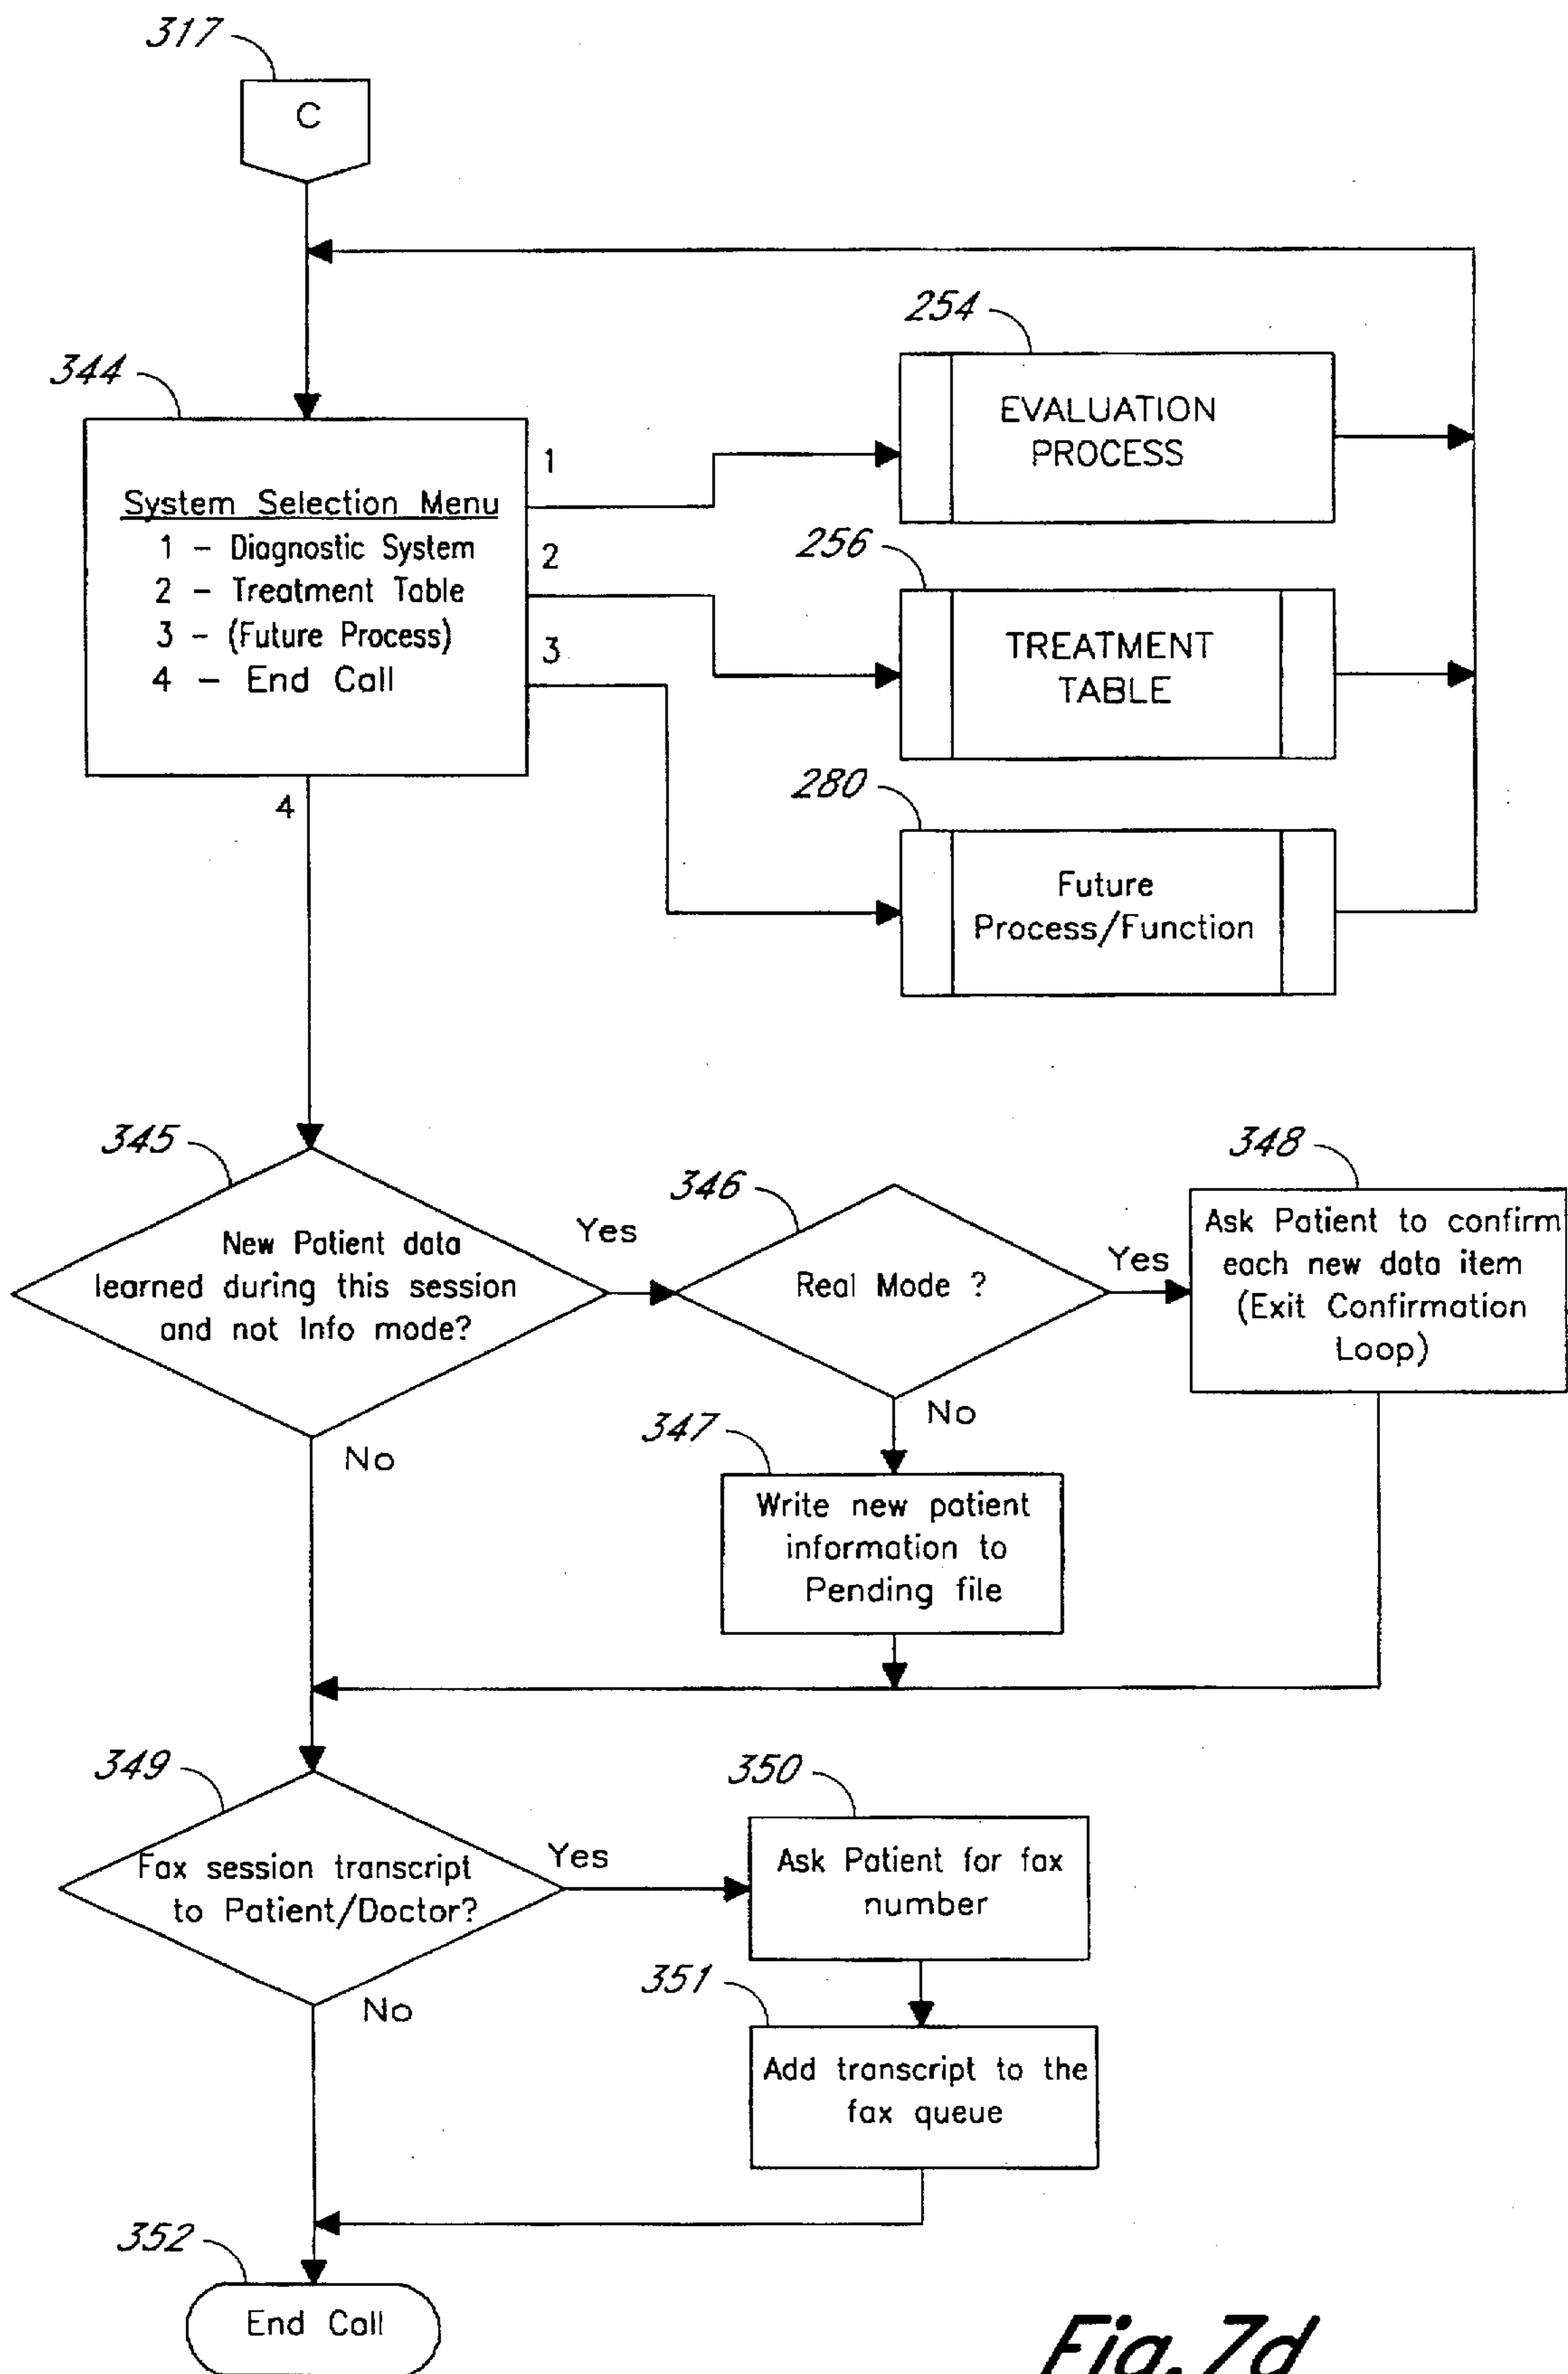 317
C
254
344
EVALUATION
PROCESS
1
System Selection Menu
1 – Diagnostic System
2 – Treatment Table
3 – (Future Process)
4 – End Call
2
256
3
TREATMENT
TABLE
280
4
Future
Process/Function
345
New Patient data
learned during this session
and not Info mode?
Yes
346
Real Mode ?
Yes
348
Ask Patient to confirm
each new data item
(Exit Confirmation
Loop)
No
No
347
Write new patient
information to
Pending file
349
Fax session transcript
to Patient/Doctor?
Yes
350
Ask Patient for fax
number
No
351
Add transcript to the
fax queue
352
End Call
Fig. 7d